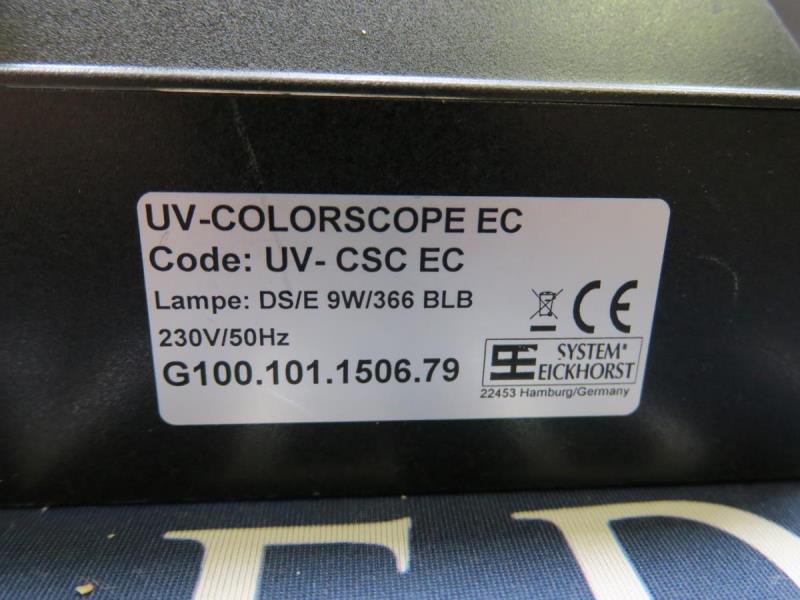 UV-COLORSCOPE EC
Code: UV- CSC EC
Lampe: DS/E 9W/366 BLB
230V/50Hz
G100.101.1506.79
CE
SYSTEM
EICKHORST
22453 Hamburg/Germany